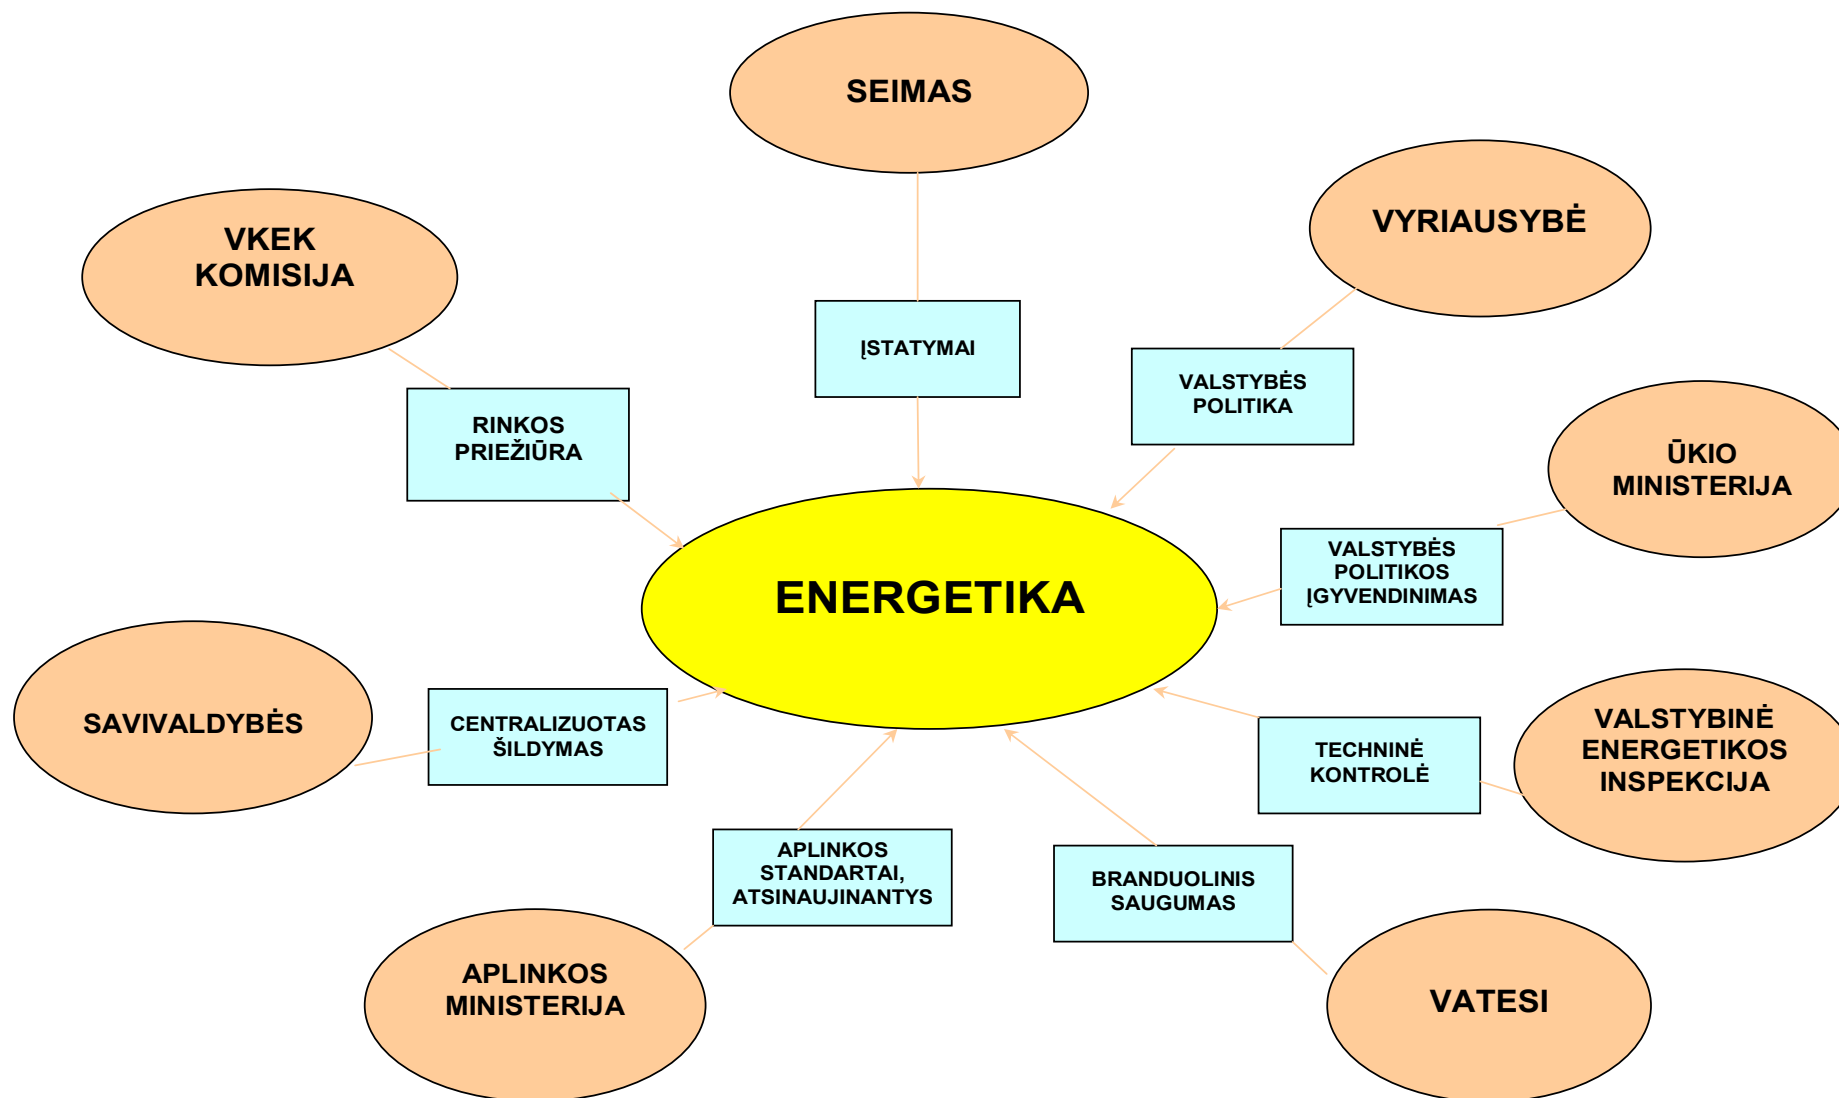 SEIMAS
VYRIAUSYBĖ
VKEK
KOMISIJA
ĮSTATYMAI
VALSTYBĖS
POLITIKA
RINKOS
PRIEŽIŪRA
ŪKIO
MINISTERIJA
VALSTYBĖS
POLITIKOS
ĮGYVENDINIMAS
ENERGETIKA
SAVIVALDYBĖS
CENTRALIZUOTAS
ŠILDYMAS
VALSTYBINĖ
ENERGETIKOS
INSPEKCIJA
TECHNINĖ
KONTROLĖ
APLINKOS
STANDARTAI,
ATSINAUJINANTYS
BRANDUOLINIS
SAUGUMAS
APLINKOS
MINISTERIJA
VATESI